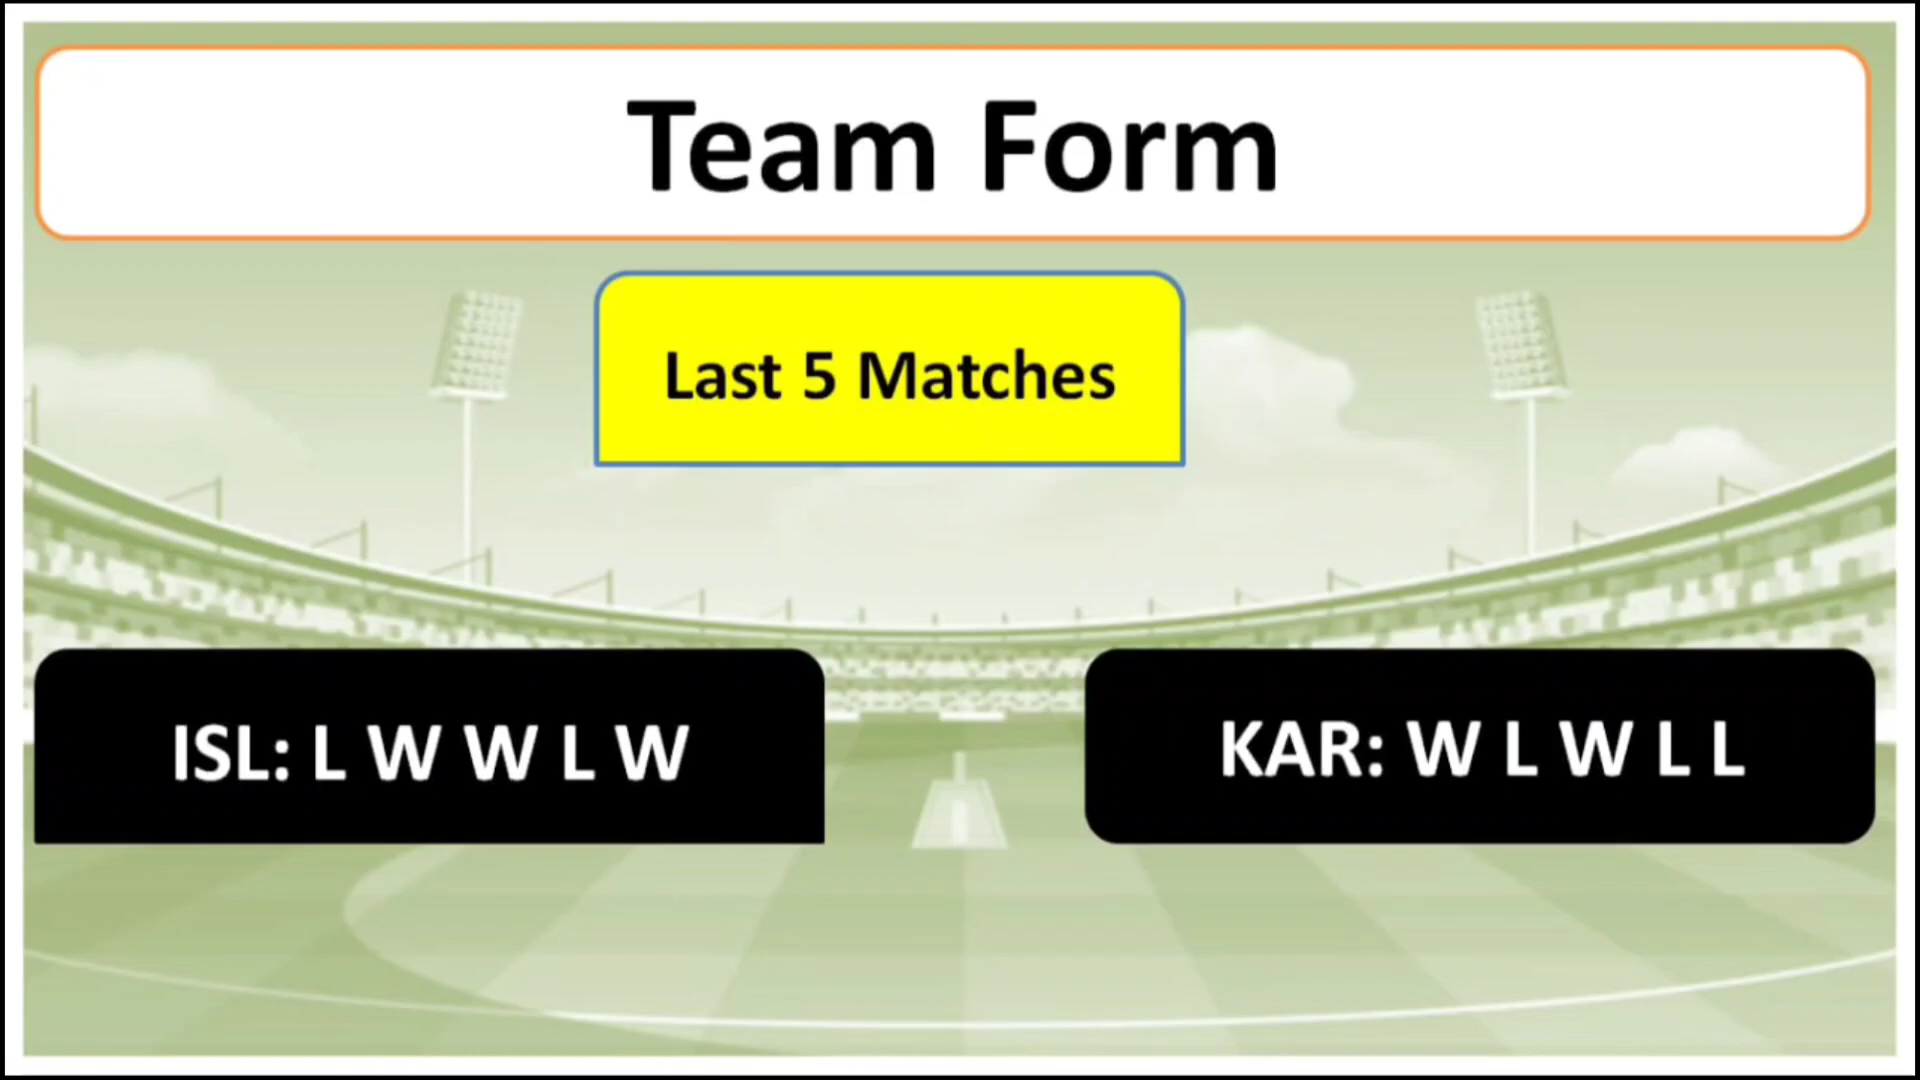 Team Form
Last 5 Matches
ISL: L W W L W
KAR: W L W L L